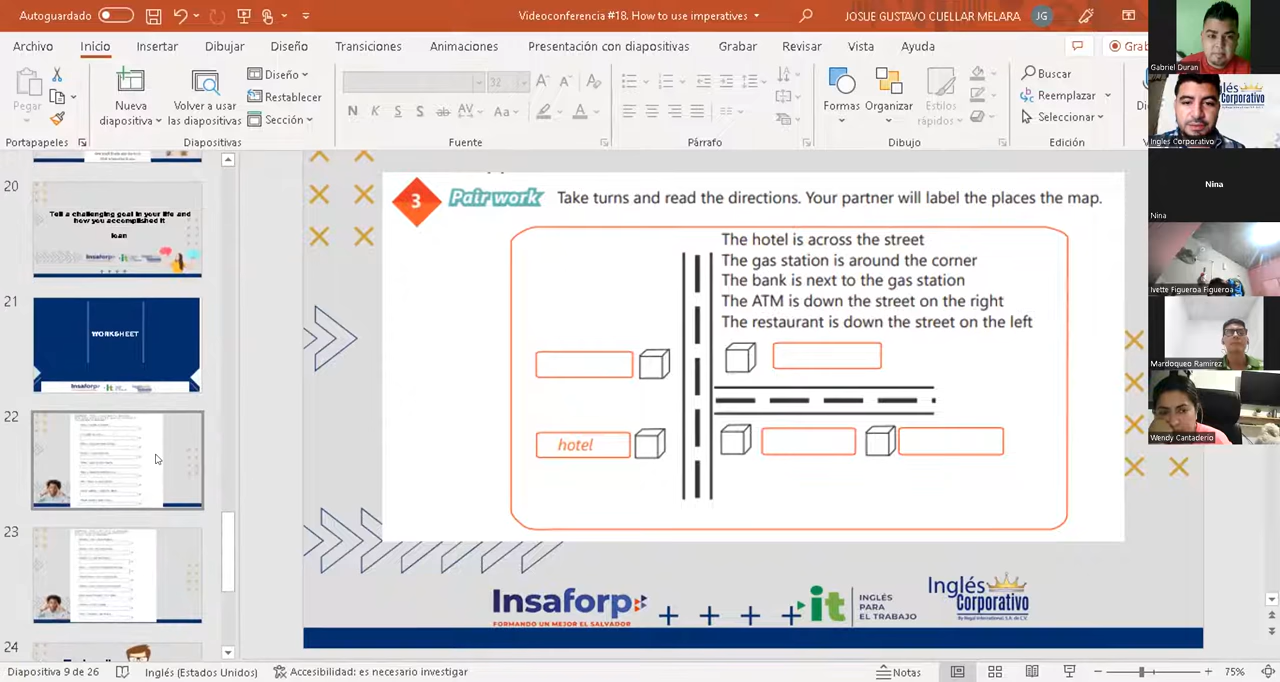 Autoguardado
Videoconferencia #18. How to use imperatives
JOSUE GUSTAVO CUELLAR MELARA
JG
Archivo
Inicio
Insertar
Dibujar
Diseño
Transiciones
Animaciones
Presentación con diapositivas
Grabar
Revisar
Vista
Ayuda
Pegar
Nueva diapositiva
Volver a usar las diapositivas
Diseño
Restablecer
Sección
32
N K S S ab AV Aa A
Formas
Organizar
Estilos rápidos
Buscar
Reemplazar
Seleccionar
Portapapeles
Diapositivas
Fuente
Párrafo
Dibujo
Edición
Gabriel Duran
Inglés Corporativo
Nina
Nina
Ivette Figueroa Figueroa
Mardoqueo Ramirez
Wendy Cantaderio
20
Tell a challenging goal in your life and
how you accomplished it
21
WORKSHEET
22
23
24
3
Pair work
Take turns and read the directions. Your partner will label the places the map.
The hotel is across the street
The gas station is around the corner
The bank is next to the gas station
The ATM is down the street on the right
The restaurant is down the street on the left
hotel
Insaforp
FORMANDO UN MEJOR EL SALVADOR
it
INGLÉS
PARA
EL TRABAJO
Inglés
Corporativo
Diapositiva 9 de 26
Inglés (Estados Unidos)
Accesibilidad: es necesario investigar
Notas
75%